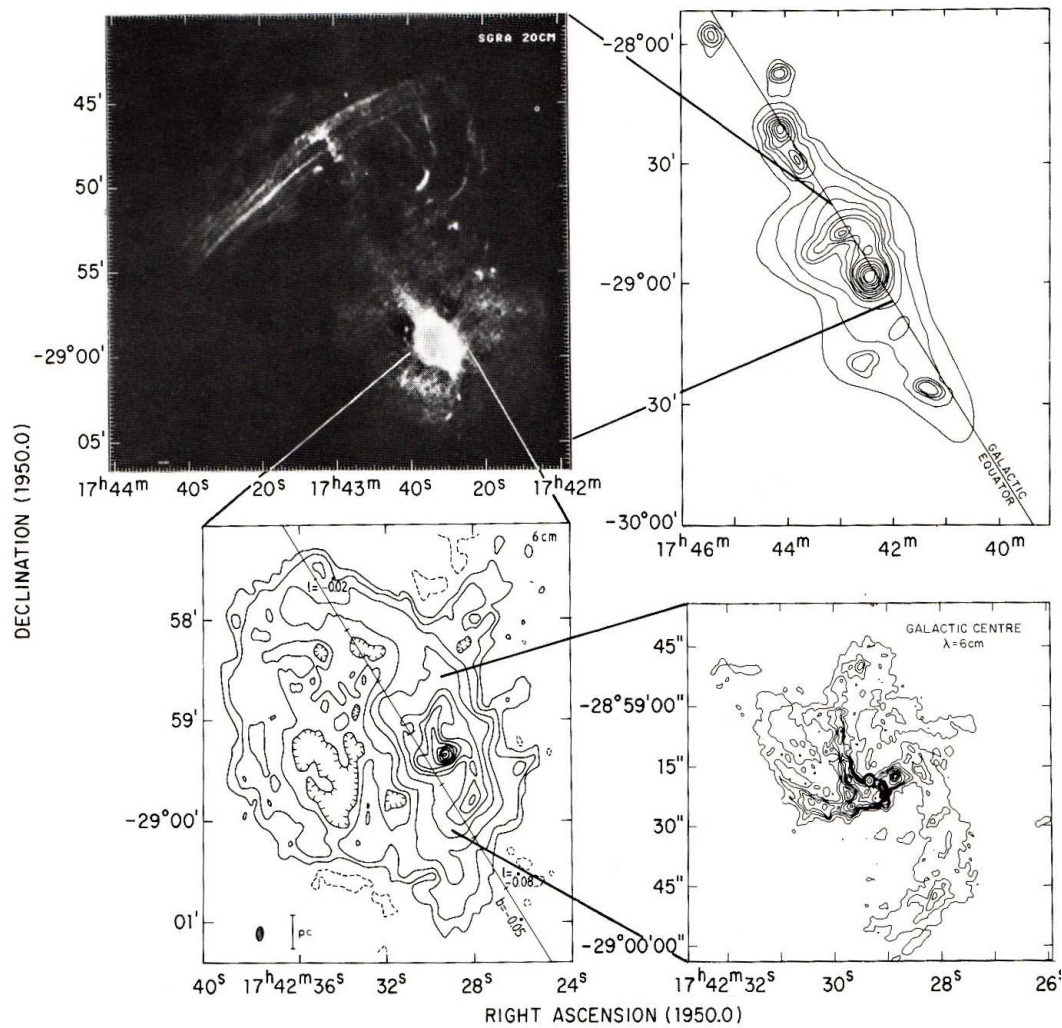 SGRA 20CM
45'
50'
55'
-29°00'
05'
17ʰ44ᵐ 40ˢ 20ˢ 17ʰ43ᵐ 40ˢ 20ˢ 17ʰ42ᵐ
-28°00'
30'
-29°00'
30'
-30°00'
GALACTIC
EQUATOR
17ʰ46ᵐ 44ᵐ 42ᵐ 40ᵐ
DECLINATION (1950.0)
6cm
l=-0.02
58'
59'
-29°00'
01'
pc
b=-0.05
40ˢ 17ʰ42ᵐ36ˢ 32ˢ 28ˢ 24ˢ
GALACTIC CENTRE
λ=6cm
45"
-28°59'00"
15"
30"
45"
-29°00'00"
17ʰ42ᵐ32ˢ 30ˢ 28ˢ 26ˢ
RIGHT ASCENSION (1950.0)